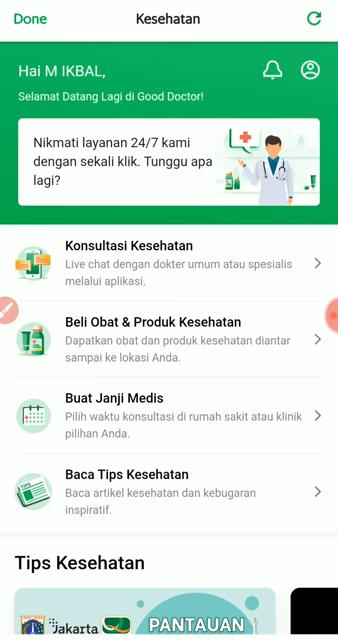 Done
Kesehatan
Hai M IKBAL,
Selamat Datang Lagi di Good Doctor!
Nikmati layanan 24/7 kami
dengan sekali klik. Tunggu apa
lagi?
Konsultasi Kesehatan
Live chat dengan dokter umum atau spesialis
melalui aplikasi.
Beli Obat & Produk Kesehatan
Dapatkan obat dan produk kesehatan diantar
sampai ke lokasi Anda.
Buat Janji Medis
Pilih waktu konsultasi di rumah sakit atau klinik
pilihan Anda.
TIPS
Baca Tips Kesehatan
Baca artikel kesehatan dan kebugaran
inspiratif.
Tips Kesehatan
Jakarta
PANTAUAN